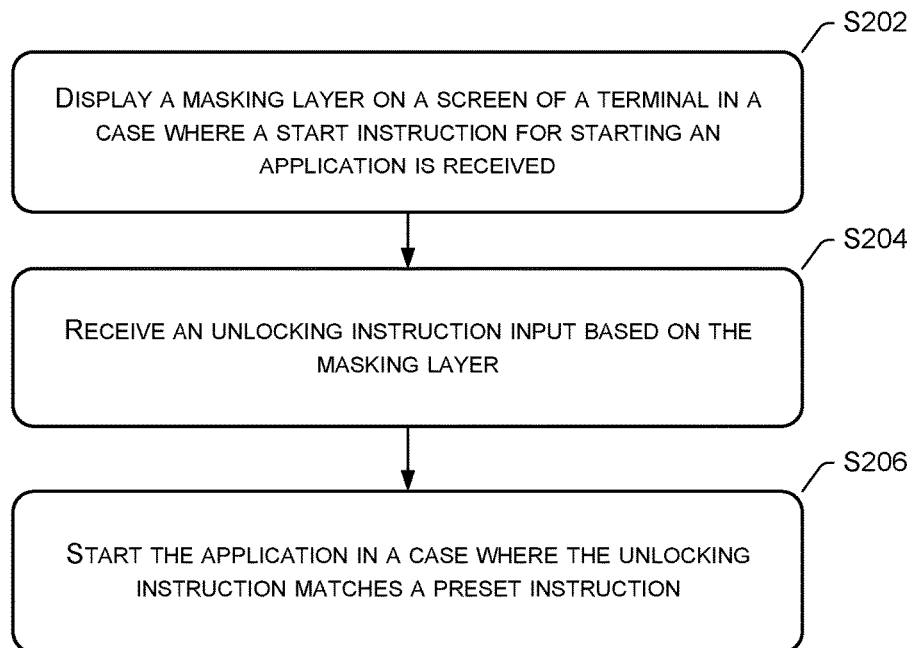 S202
DISPLAY A MASKING LAYER ON A SCREEN OF A TERMINAL IN A
CASE WHERE A START INSTRUCTION FOR STARTING AN
APPLICATION IS RECEIVED
S204
RECEIVE AN UNLOCKING INSTRUCTION INPUT BASED ON THE
MASKING LAYER
S206
START THE APPLICATION IN A CASE WHERE THE UNLOCKING
INSTRUCTION MATCHES A PRESET INSTRUCTION